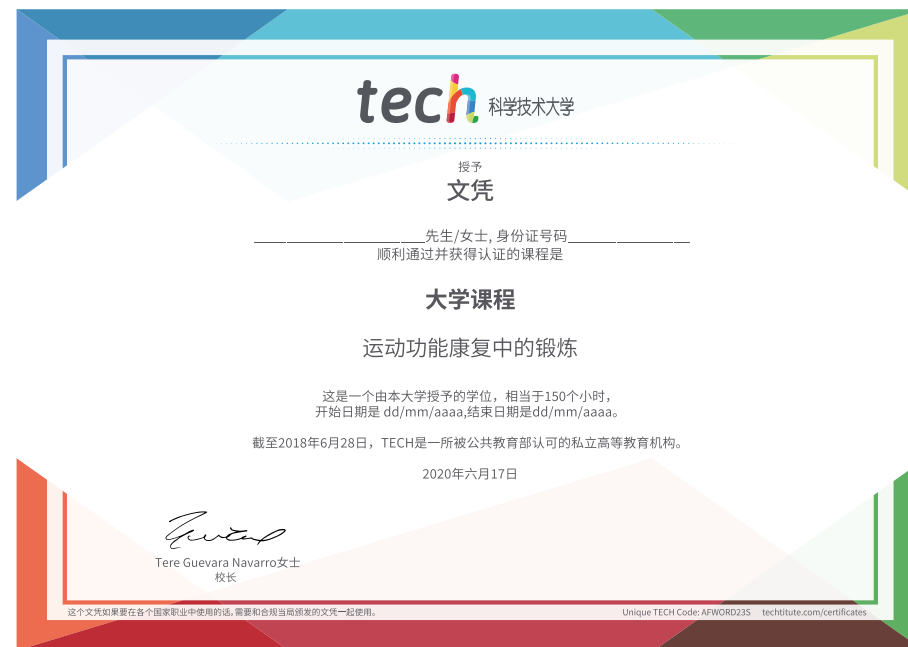 tech 科学技术大学
授予
文凭
________________________先生/女士, 身份证号码_________________
顺利通过并获得认证的课程是
大学课程
运动功能康复中的锻炼
这是一个由本大学授予的学位，相当于150个小时，
开始日期是 dd/mm/aaaa,结束日期是dd/mm/aaaa。
截至2018年6月28日，TECH是一所被公共教育部认可的私立高等教育机构。
2020年六月17日
Tere Guevara Navarro女士
校长
这个文凭如果要在各个国家职业中使用的话,需要和合规当局颁发的文凭一起使用。
Unique TECH Code: AFWORD23S techtitute.com/certificates